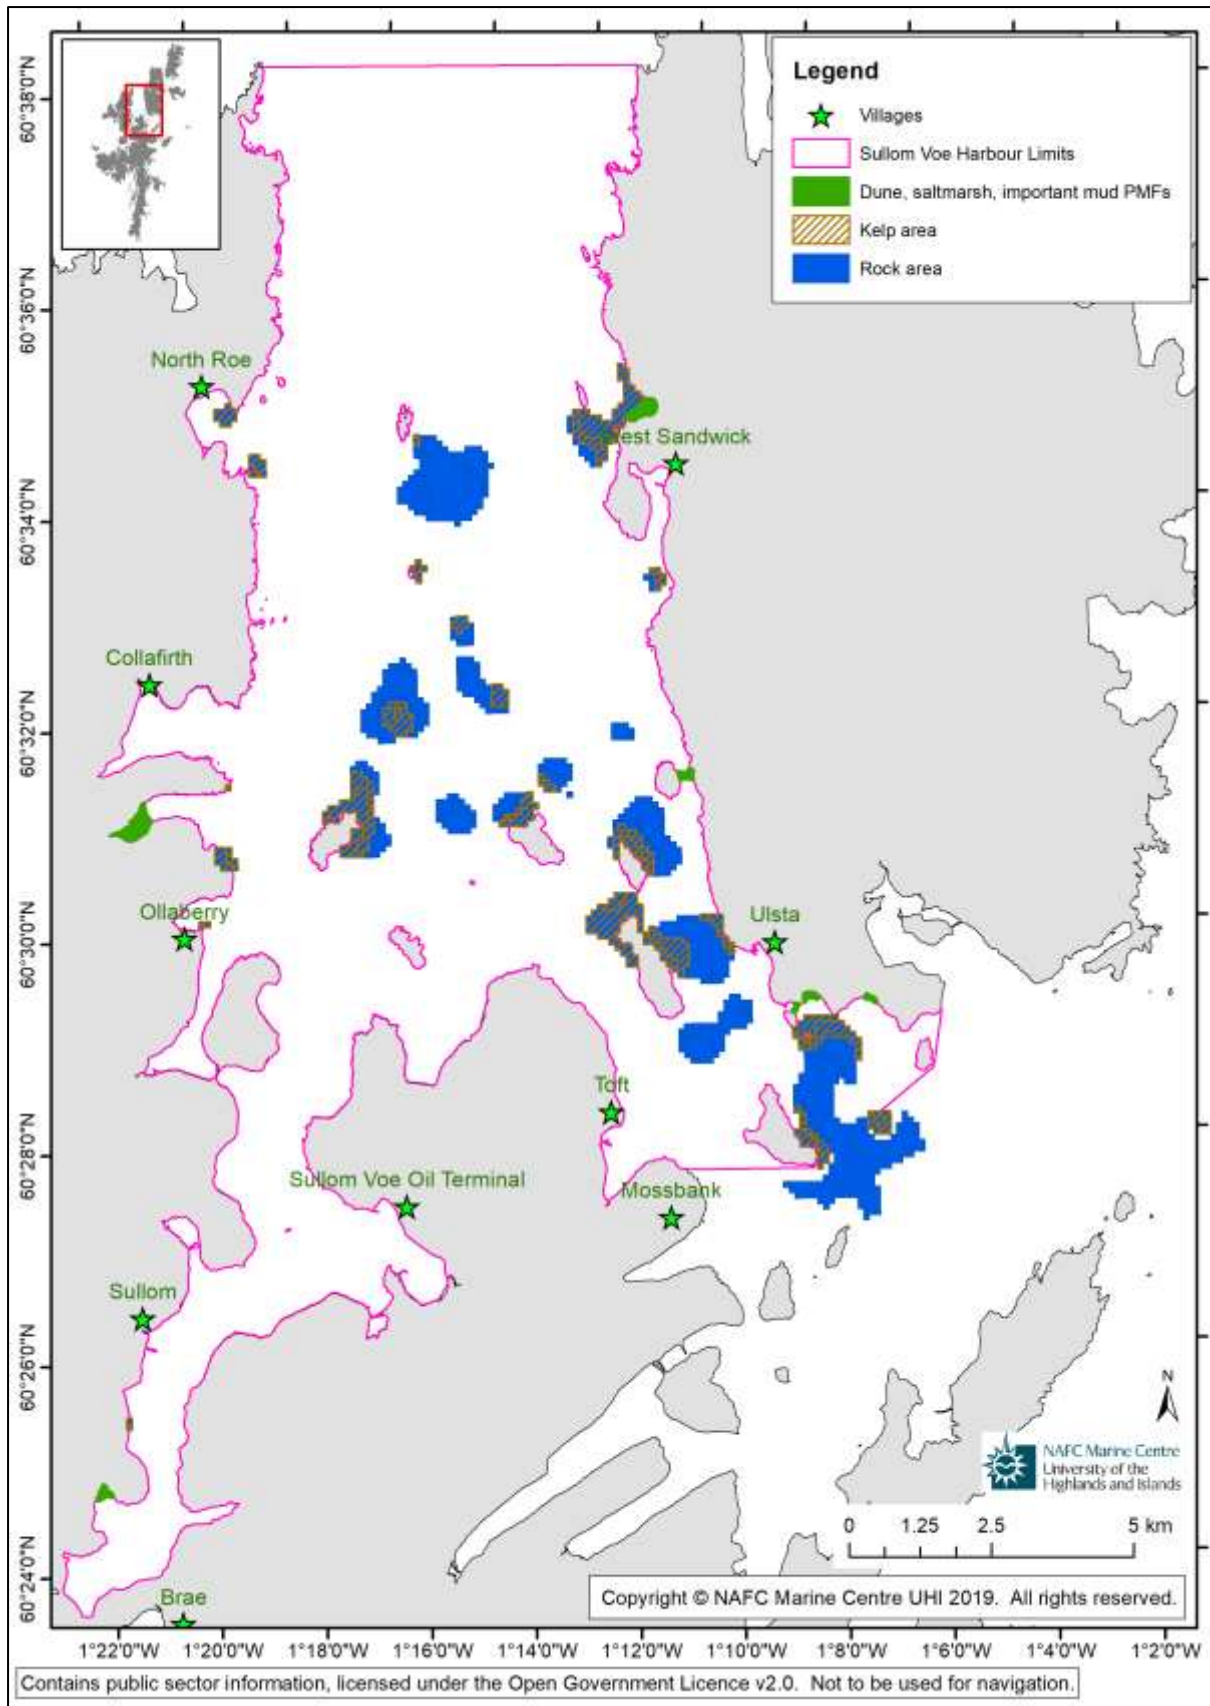 Legend
Villages
Sullom Voe Harbour Limits
Dune, saltmarsh, important mud PMFs
Kelp area
Rock area
60°38'0"N
60°36'0"N
60°34'0"N
60°32'0"N
60°30'0"N
60°28'0"N
60°26'0"N
60°24'0"N
North Roe
West Sandwick
Collafirth
Ollaberry
Ulsta
Toft
Sullom Voe Oil Terminal
Mossbank
Sullom
Brae
N
NAFC Marine Centre
University of the
Highlands and Islands
0 1.25 2.5 5 km
Copyright © NAFC Marine Centre UHI 2019. All rights reserved.
1°22'0"W 1°20'0"W 1°18'0"W 1°16'0"W 1°14'0"W 1°12'0"W 1°10'0"W 1°8'0"W 1°6'0"W 1°4'0"W 1°2'0"W
Contains public sector information, licensed under the Open Government Licence v2.0. Not to be used for navigation.